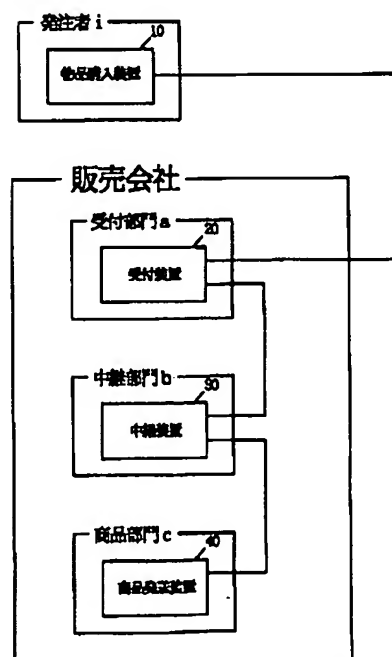 発注者 i
10
物品購入装置
販売会社
受付部門 a
20
受付装置
中継部門 b
30
中継装置
商品部門 c
40
商品発送装置